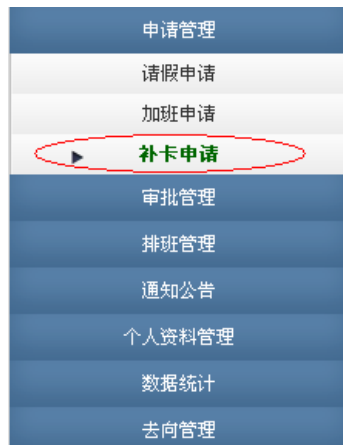 申请管理
请假申请
加班申请
补卡申请
审批管理
排班管理
通知公告
个人资料管理
数据统计
去向管理